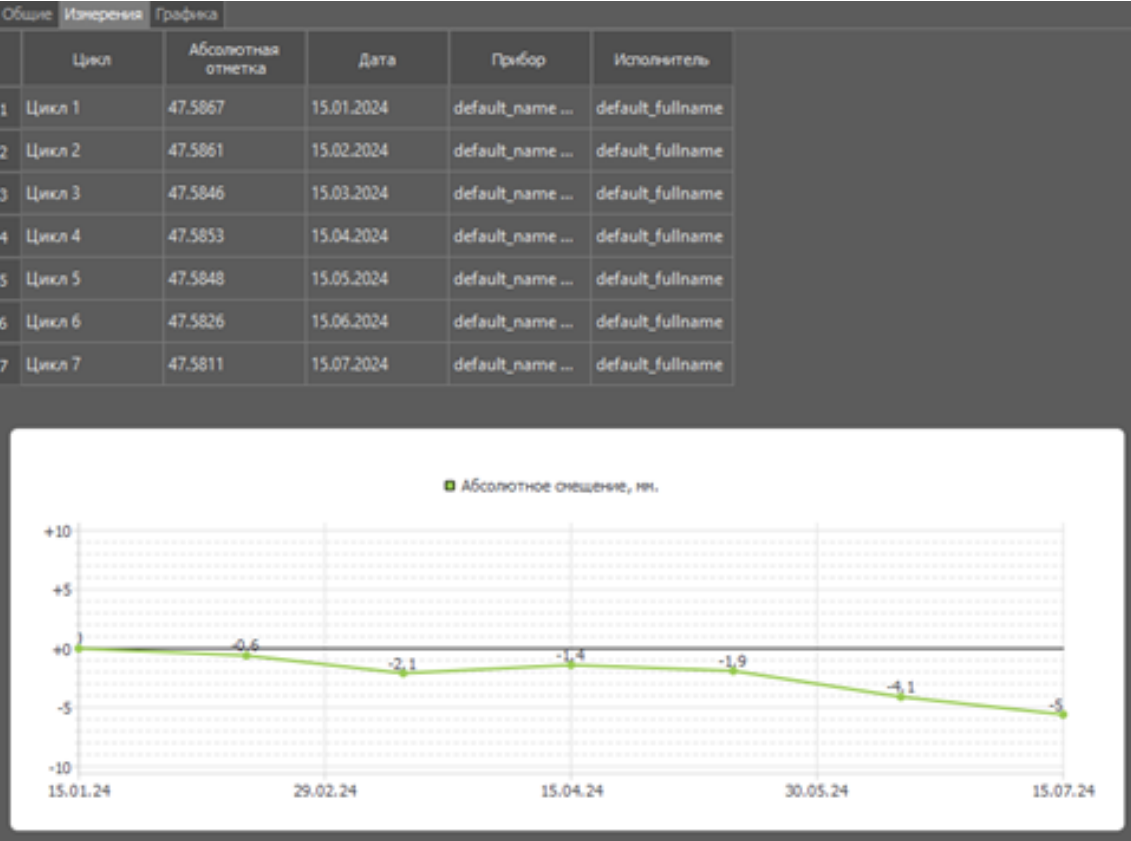 Общие Измерения Графика
Цикл Абсолютная отметка Дата Прибор Исполнитель
1 Цикл 1 47.5867 15.01.2024 default_name ... default_fullname
2 Цикл 2 47.5861 15.02.2024 default_name ... default_fullname
3 Цикл 3 47.5846 15.03.2024 default_name ... default_fullname
4 Цикл 4 47.5853 15.04.2024 default_name ... default_fullname
5 Цикл 5 47.5848 15.05.2024 default_name ... default_fullname
6 Цикл 6 47.5826 15.06.2024 default_name ... default_fullname
7 Цикл 7 47.5811 15.07.2024 default_name ... default_fullname
Абсолютное смещение, мм.
+10
+5
+0
-0,6
-2,1
-1,4
-1,9
-4,1
-5
-5
-10
15.01.24 29.02.24 15.04.24 30.05.24 15.07.24